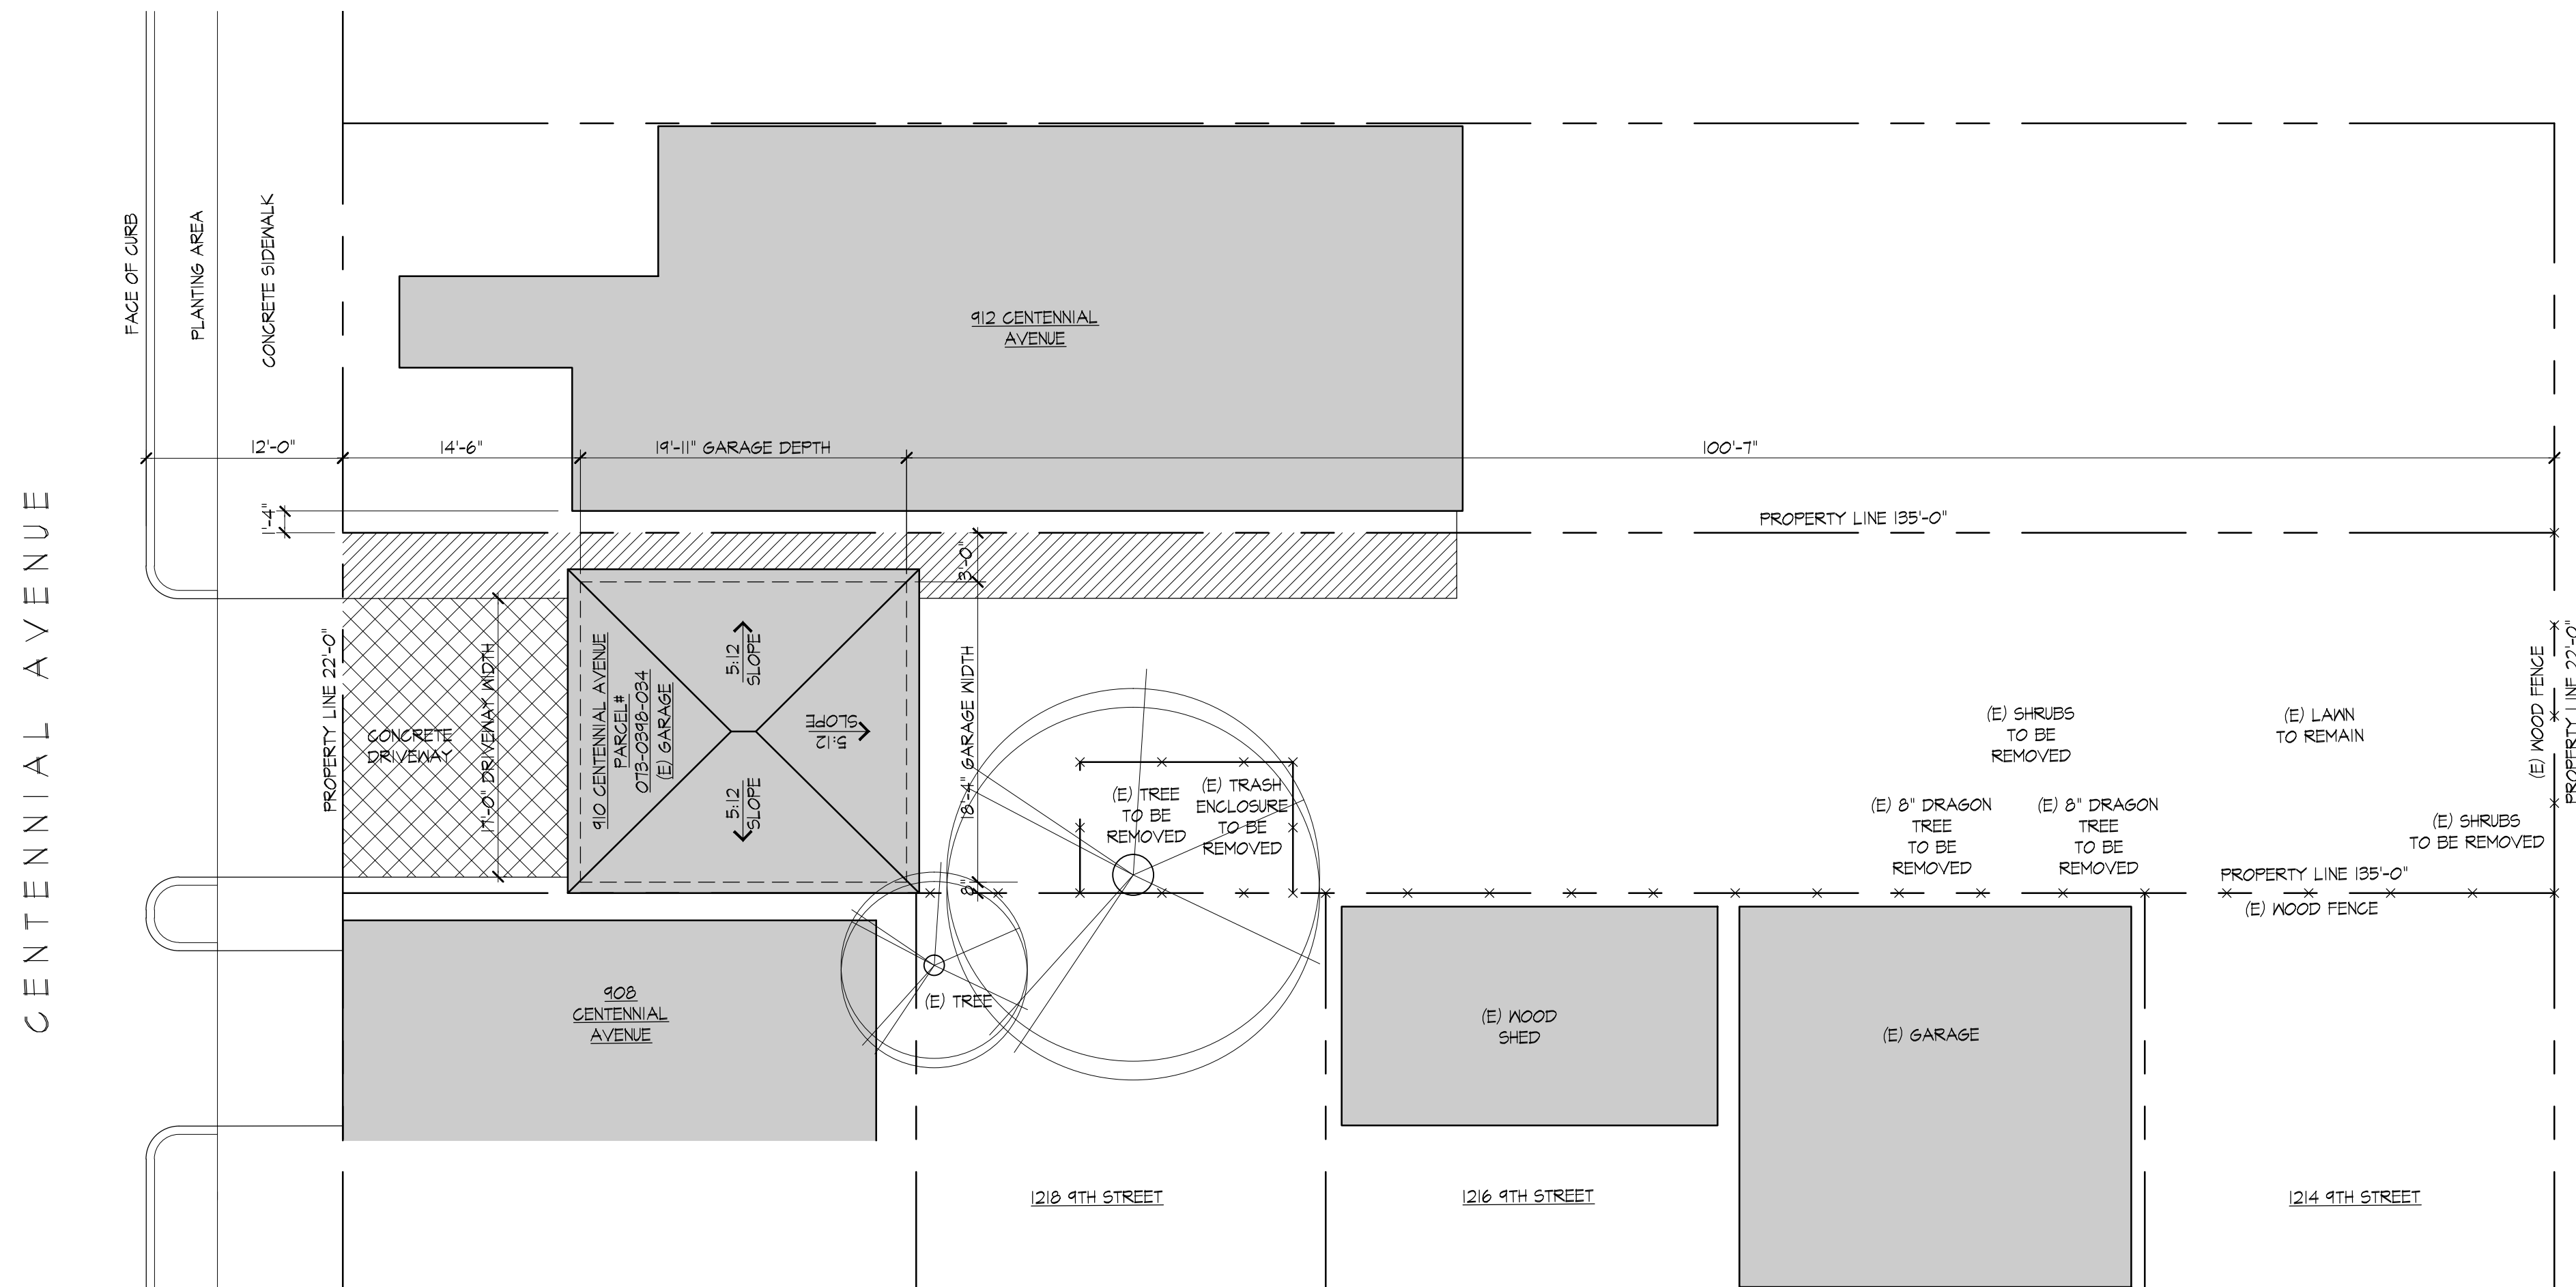 FACE OF CURB
PLANTING AREA
CONCRETE SIDEWALK
912 CENTENNIAL
AVENUE
12'-0"
14'-6"
19'-11" GARAGE DEPTH
100'-7"
1'-4"
PROPERTY LINE 135'-0"
3'-0"
CENTENNIAL AVENUE
PROPERTY LINE 22'-0"
CONCRETE
DRIVEWAY
17'-0" DRIVEWAY WIDTH
910 CENTENNIAL AVENUE
PARCEL#
073-0398-034
(E) GARAGE
5:12
SLOPE
5:12
SLOPE
5:12
SLOPE
18'-4" GARAGE WIDTH
8"
(E) TREE
TO BE
REMOVED
(E) TRASH
ENCLOSURE
TO BE
REMOVED
(E) SHRUBS
TO BE
REMOVED
(E) LAWN
TO REMAIN
(E) WOOD FENCE
PROPERTY LINE 22'-0"
(E) 8" DRAGON
TREE
TO BE
REMOVED
(E) 8" DRAGON
TREE
TO BE
REMOVED
(E) SHRUBS
TO BE REMOVED
PROPERTY LINE 135'-0"
(E) WOOD FENCE
908
CENTENNIAL
AVENUE
(E) TREE
(E) WOOD
SHED
(E) GARAGE
1218 9TH STREET
1216 9TH STREET
1214 9TH STREET